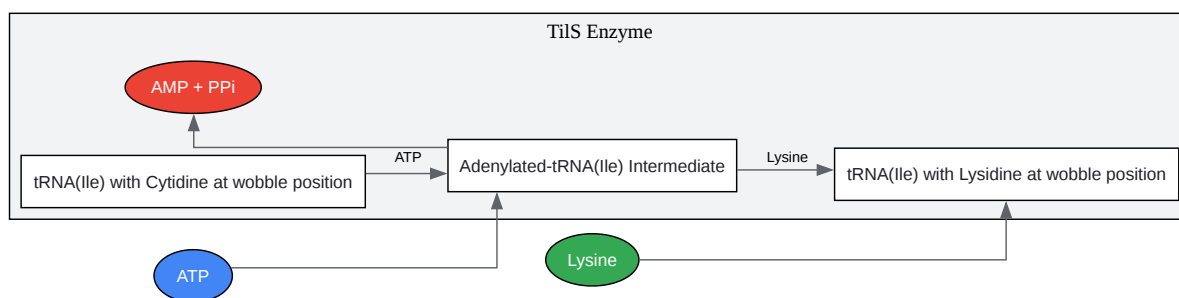 TilS Enzyme
AMP + PPi
tRNA(Ile) with Cytidine at wobble position
ATP
Adenylated-tRNA(Ile) Intermediate
Lysine
tRNA(Ile) with Lysidine at wobble position
ATP
Lysine